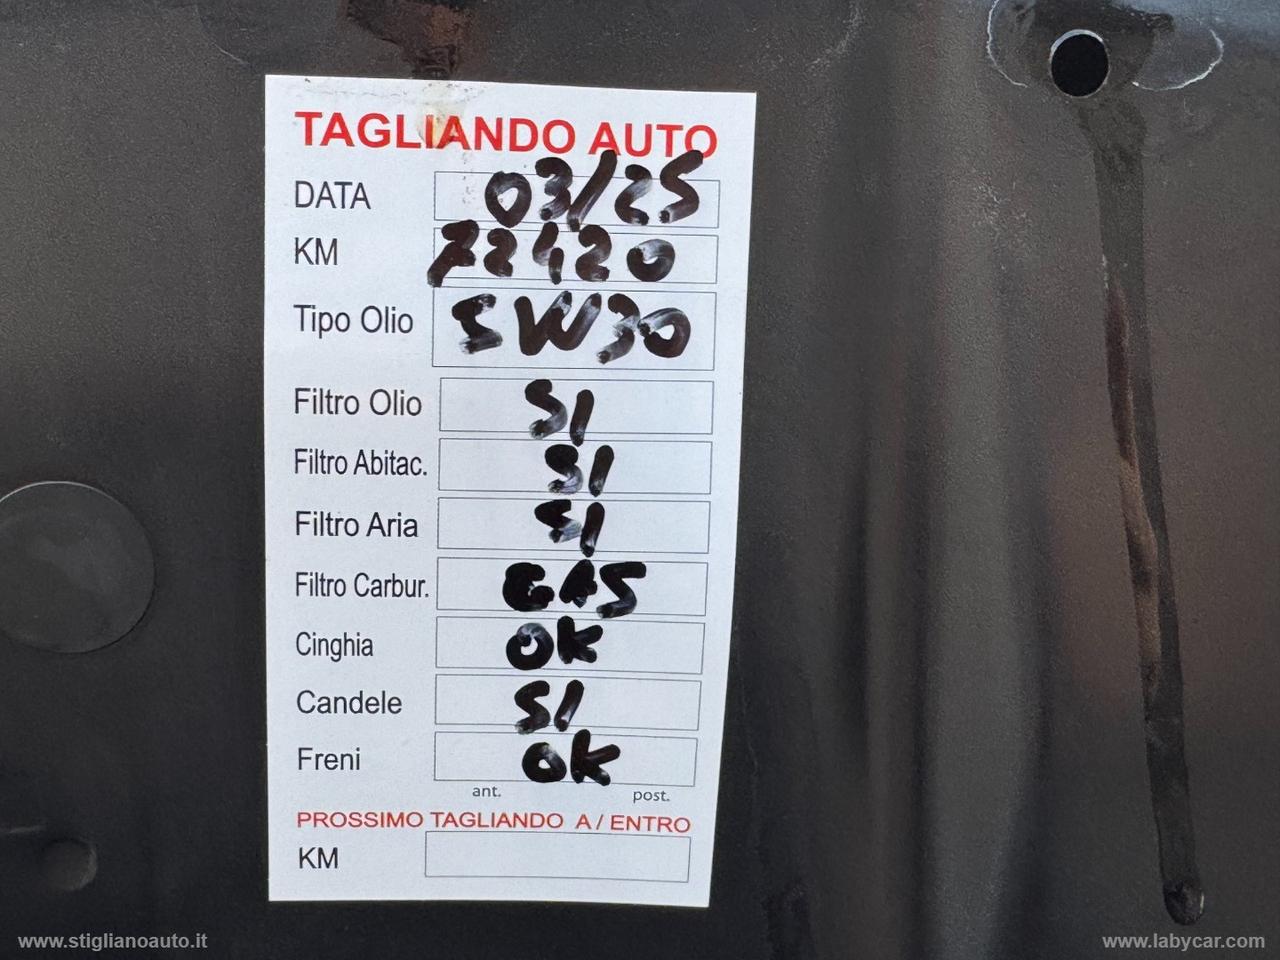 TAGLIANDO AUTO
DATA 03/25
KM 72420
Tipo Olio 5W30
Filtro Olio SI
Filtro Abitac. SI
Filtro Aria SI
Filtro Carbur. GAS
Cinghia OK
Candele SI
Freni OK
ant. post.
PROSSIMO TAGLIANDO A / ENTRO
KM
www.stiglianoauto.it
www.labycar.com